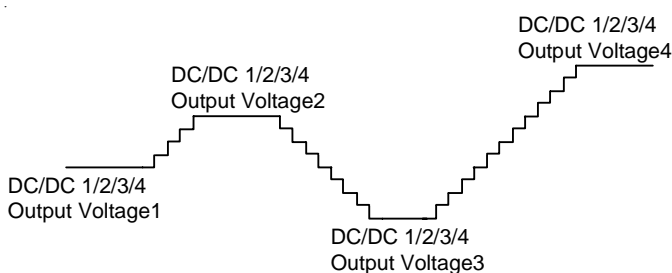 DC/DC 1/2/3/4
Output Voltage4
DC/DC 1/2/3/4
Output Voltage2
DC/DC 1/2/3/4
Output Voltage1
DC/DC 1/2/3/4
Output Voltage3